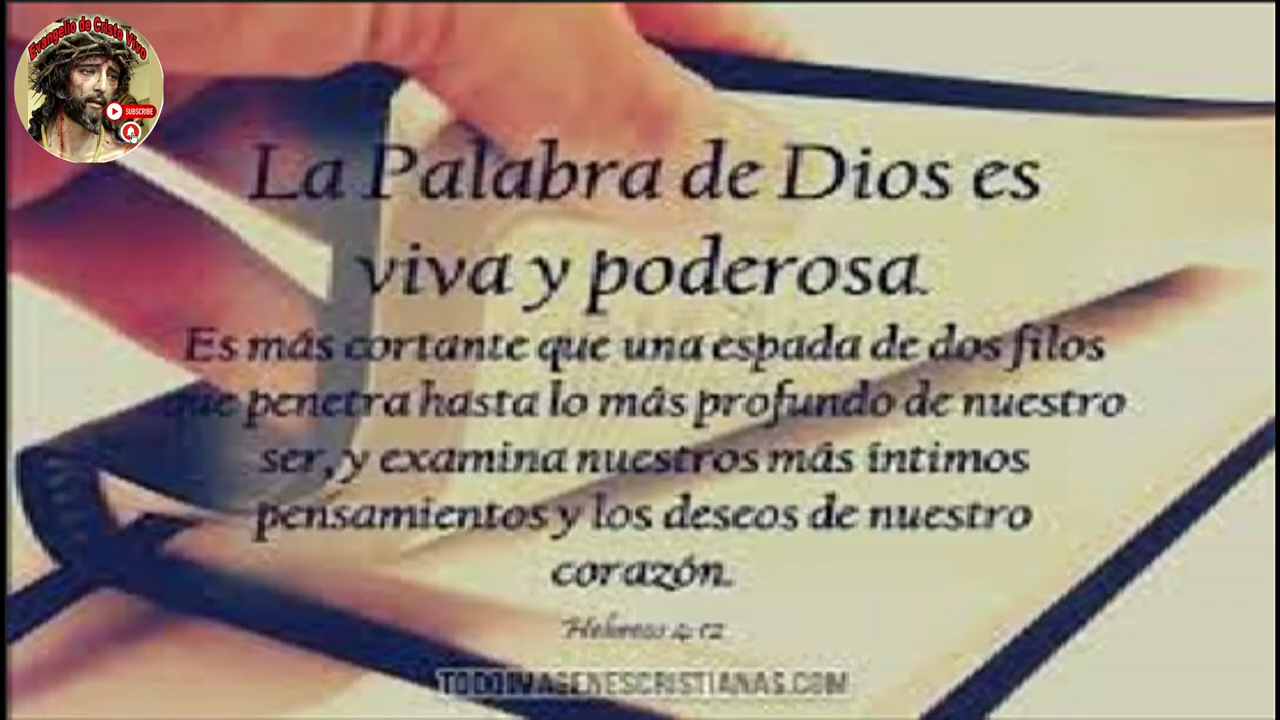 Evangelio de Cristo Vivo
SUBSCRIBE
La Palabra de Dios es
viva y poderosa.
Es más cortante que una espada de dos filos
que penetra hasta lo más profundo de nuestro
ser, y examina nuestros más íntimos
pensamientos y los deseos de nuestro
corazón.
Hebreos 4:12
TODOIMAGENESCRISTIANAS.COM